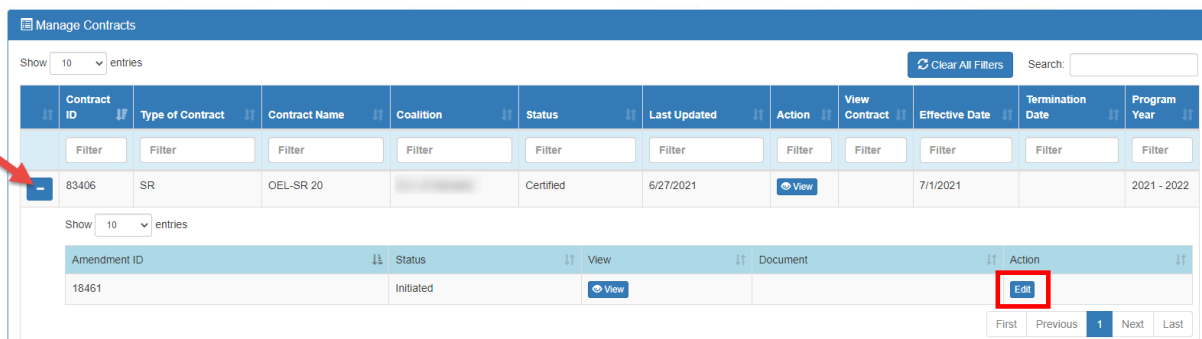 Manage Contracts
Show 10 entries Clear All Filters Search:
Contract ID Type of Contract Contract Name Coalition Status Last Updated Action View Contract Effective Date Termination Date Program Year
Filter Filter Filter Filter Filter Filter Filter Filter Filter Filter Filter
83406 SR OEL-SR 20 Certified 6/27/2021 View 7/1/2021 2021 - 2022
Show 10 entries
Amendment ID Status View Document Action
18461 Initiated View Edit
First Previous 1 Next Last